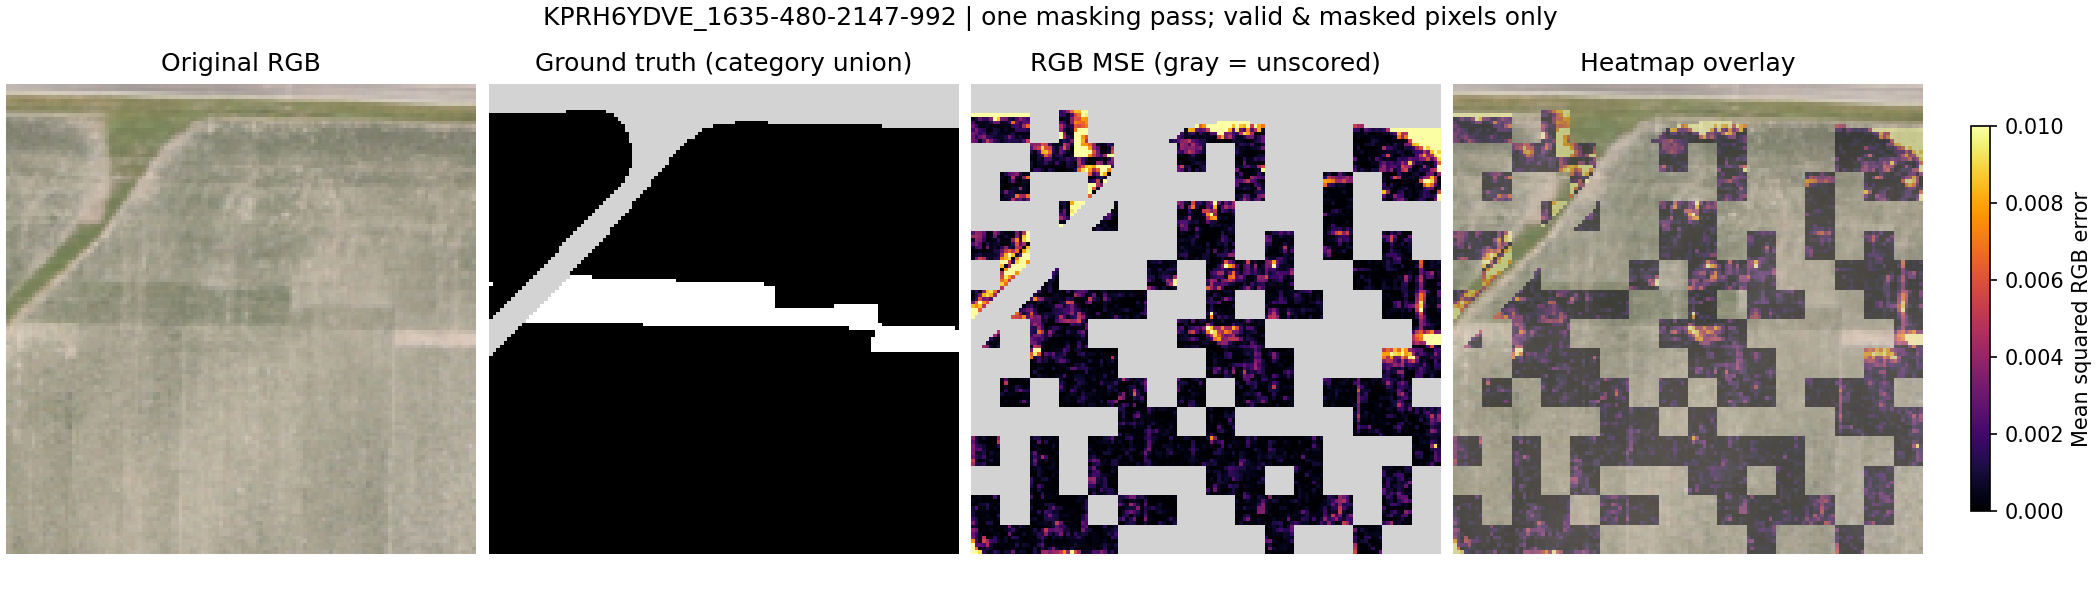 KPRH6YDVE_1635-480-2147-992 | one masking pass; valid & masked pixels only
Original RGB
Ground truth (category union)
RGB MSE (gray = unscored)
Heatmap overlay
0.010
0.008
0.006
0.004
0.002
0.000
Mean squared RGB error